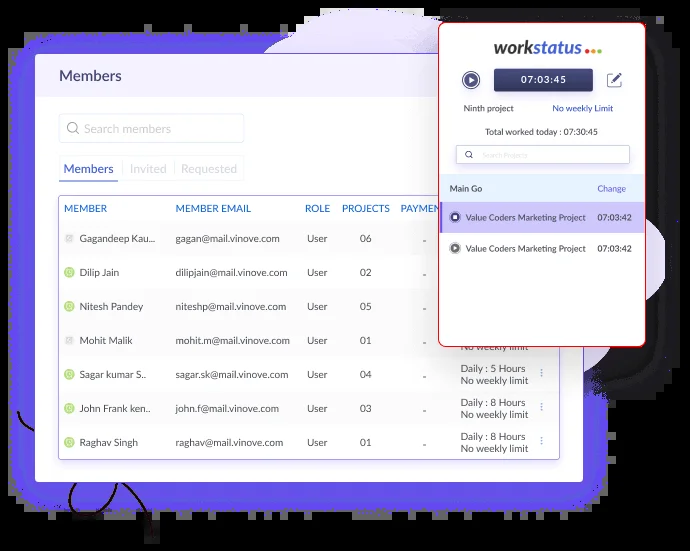 Members
Search members
Members Invited Requested
MEMBER MEMBER EMAIL ROLE PROJECTS PAYMEN
Gagandeep Kau... gagan@mail.vinove.com User 06 -
Dilip Jain dilipjain@mail.vinove.com User 02 -
Nitesh Pandey niteshp@mail.vinove.com User 05 -
Mohit Malik mohit.m@mail.vinove.com User 01 -
No weekly limit
Sagar kumar S.. sagar.sk@mail.vinove.com User 04 - Daily : 5 Hours
No weekly limit
John Frank ken.. john.f@mail.vinove.com User 03 - Daily : 8 Hours
No weekly limit
Raghav Singh raghav@mail.vinove.com User 01 - Daily : 8 Hours
No weekly limit
workstatus
07:03:45
Ninth project No weekly Limit
Total worked today : 07:30:45
Search Projects
Main Go Change
Value Coders Marketing Project 07:03:42
Value Coders Marketing Project 07:03:42